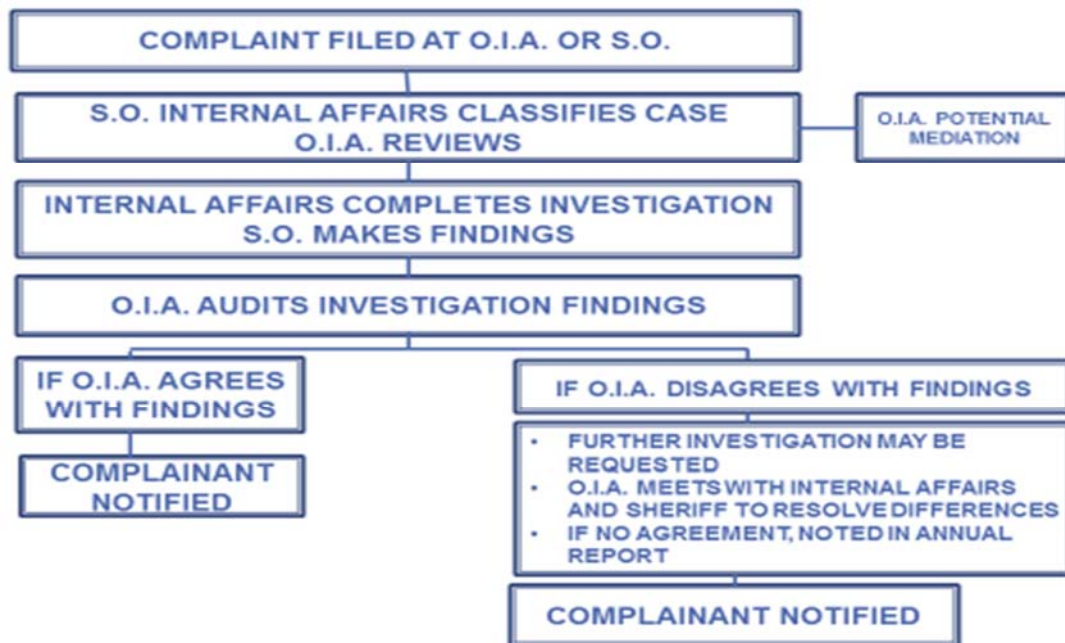 COMPLAINT FILED AT O.I.A. OR S.O.
S.O. INTERNAL AFFAIRS CLASSIFIES CASE
O.I.A. REVIEWS
O.I.A. POTENTIAL
MEDIATION
INTERNAL AFFAIRS COMPLETES INVESTIGATION
S.O. MAKES FINDINGS
O.I.A. AUDITS INVESTIGATION FINDINGS
IF O.I.A. AGREES
WITH FINDINGS
COMPLAINANT
NOTIFIED
IF O.I.A. DISAGREES WITH FINDINGS
• FURTHER INVESTIGATION MAY BE
REQUESTED
• O.I.A. MEETS WITH INTERNAL AFFAIRS
AND SHERIFF TO RESOLVE DIFFERENCES
• IF NO AGREEMENT, NOTED IN ANNUAL
REPORT
COMPLAINANT NOTIFIED